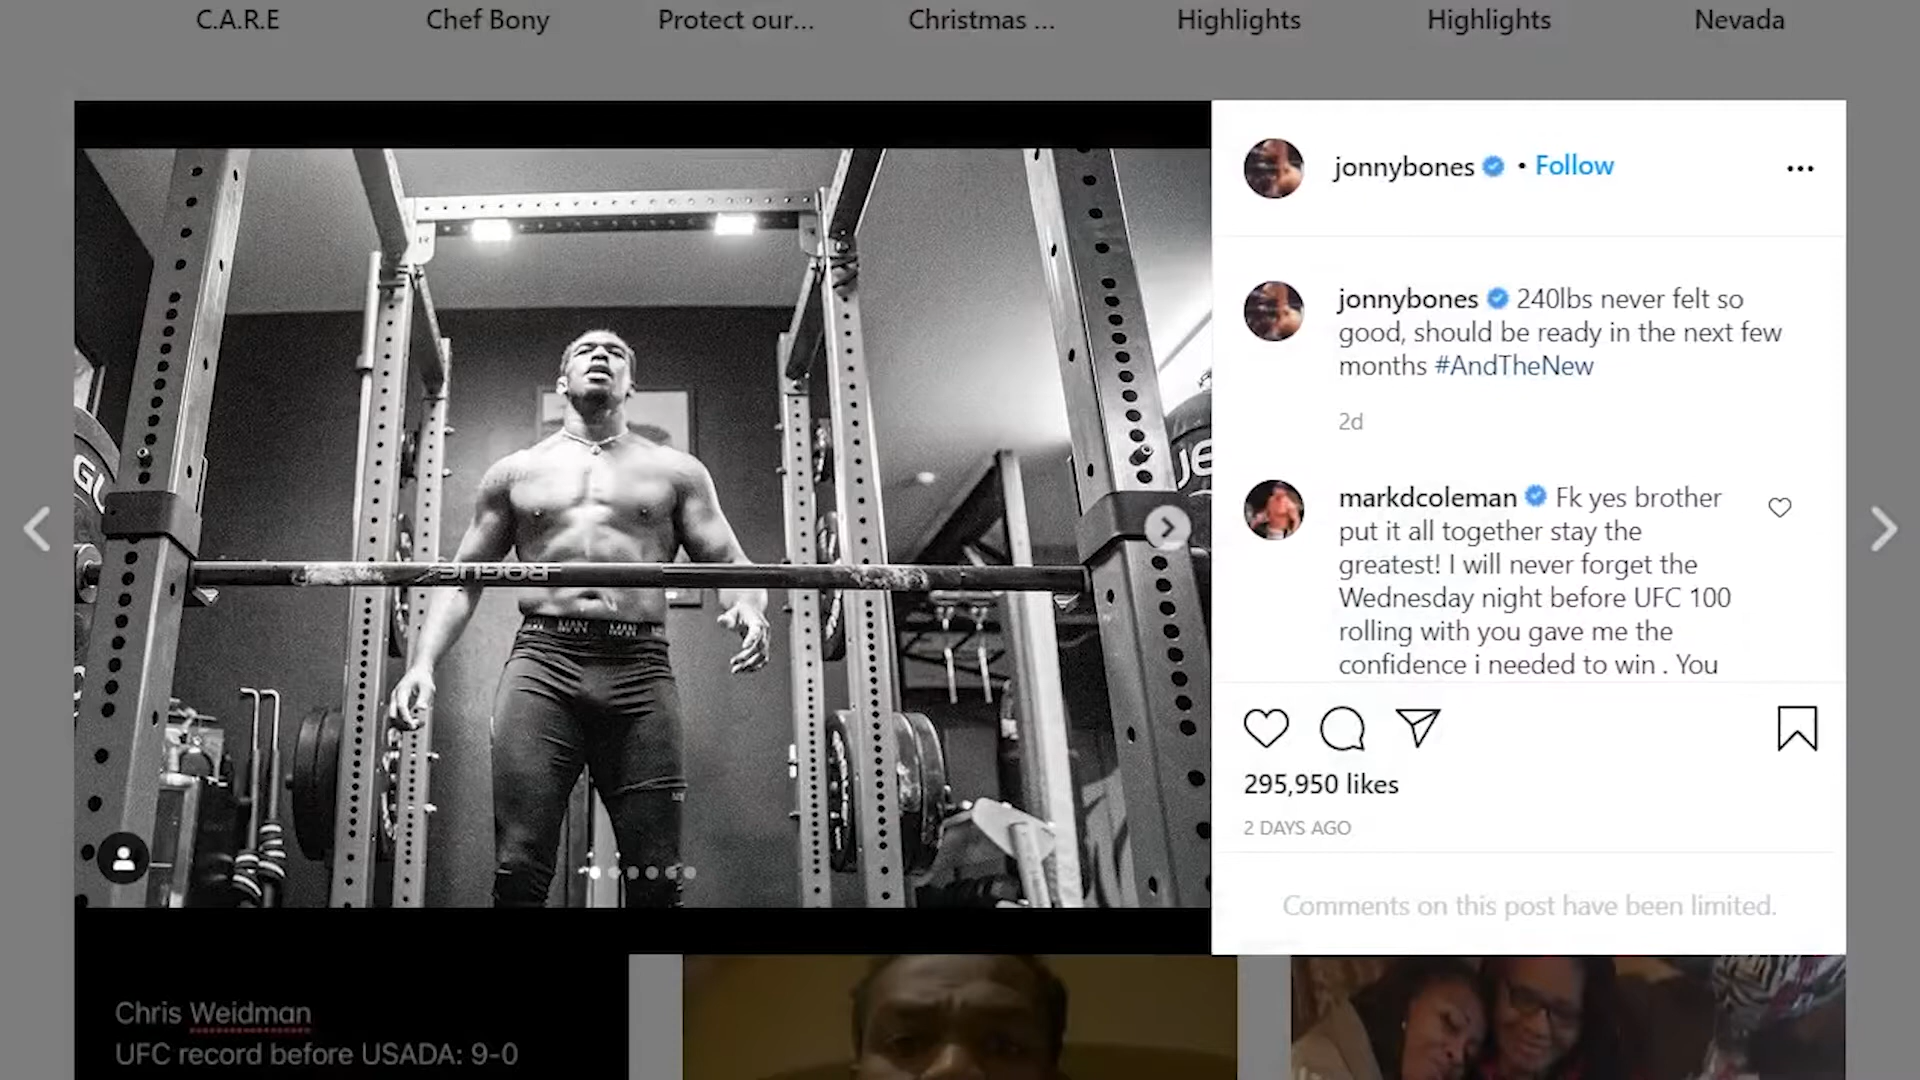 C.A.R.E
Chef Bony
Protect our...
Christmas ...
Highlights
Highlights
Nevada
jonnybones • Follow
jonnybones 240lbs never felt so
good, should be ready in the next few
months #AndTheNew
2d
markdcoleman Fk yes brother
put it all together stay the
greatest! I will never forget the
Wednesday night before UFC 100
rolling with you gave me the
confidence i needed to win . You
295,950 likes
2 DAYS AGO
Comments on this post have been limited.
ROGUE
Chris Weidman
UFC record before USADA: 9-0